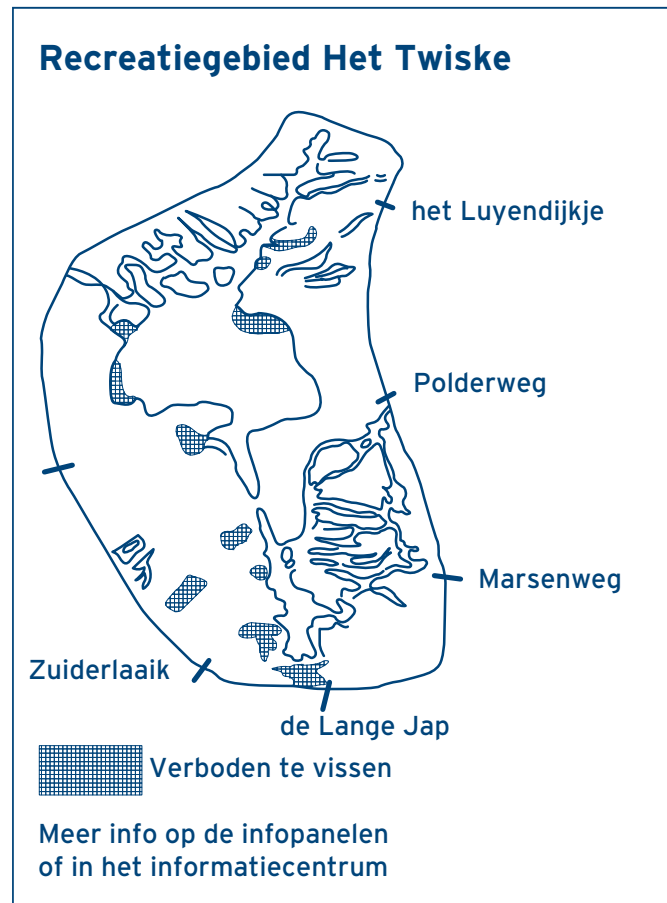 Recreatiegebied Het Twiske
het Luyendijkje
Polderweg
Marsenweg
Zuiderlaaik
de Lange Jap
Verboden te vissen
Meer info op de infopanelen
of in het informatiecentrum